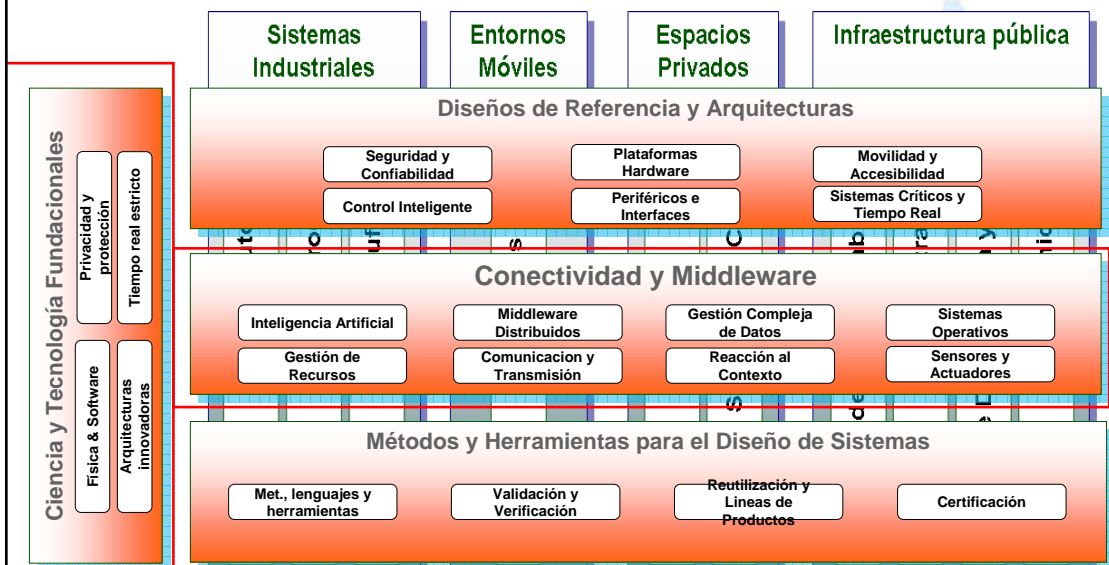 Sistemas
Industriales
Entornos
Móviles
Espacios
Privados
Infraestructura pública
Ciencia y Tecnología Fundacionales
Privacidad y
protección
Tiempo real estricto
Física & Software
Arquitecturas
innovadoras
Diseños de Referencia y Arquitecturas
Seguridad y
Confiabilidad
Plataformas
Hardware
Movilidad y
Accesibilidad
Control Inteligente
Periféricos e
Interfaces
Sistemas Críticos y
Tiempo Real
Conectividad y Middleware
Inteligencia Artificial
Middleware
Distribuidos
Gestión Compleja
de Datos
Sistemas
Operativos
Gestión de
Recursos
Comunicacion y
Transmisión
Reacción al
Contexto
Sensores y
Actuadores
Métodos y Herramientas para el Diseño de Sistemas
Met., lenguajes y
herramientas
Validación y
Verificación
Reutilización y
Lineas de
Productos
Certificación